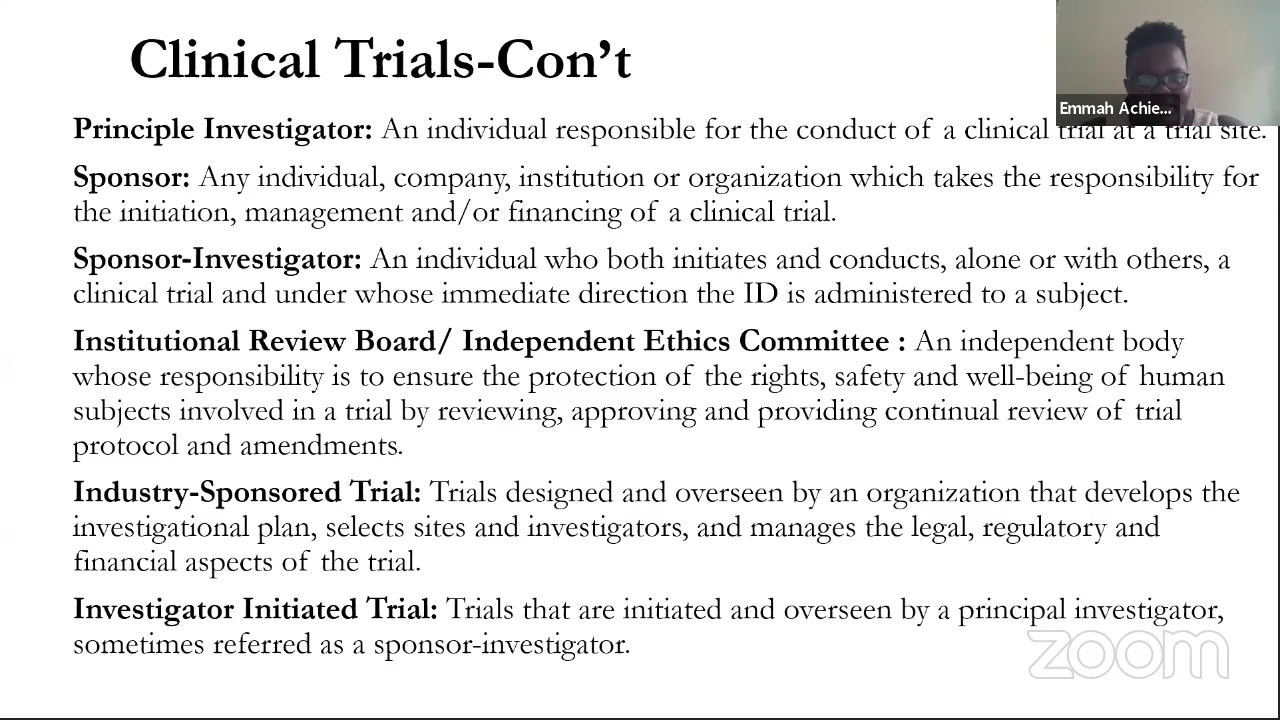 Clinical Trials-Con’t
Emmah Achie...
Principle Investigator: An individual responsible for the conduct of a clinical trial at a trial site.
Sponsor: Any individual, company, institution or organization which takes the responsibility for
the initiation, management and/or financing of a clinical trial.
Sponsor-Investigator: An individual who both initiates and conducts, alone or with others, a
clinical trial and under whose immediate direction the ID is administered to a subject.
Institutional Review Board/ Independent Ethics Committee : An independent body
whose responsibility is to ensure the protection of the rights, safety and well-being of human
subjects involved in a trial by reviewing, approving and providing continual review of trial
protocol and amendments.
Industry-Sponsored Trial: Trials designed and overseen by an organization that develops the
investigational plan, selects sites and investigators, and manages the legal, regulatory and
financial aspects of the trial.
Investigator Initiated Trial: Trials that are initiated and overseen by a principal investigator,
sometimes referred as a sponsor-investigator.
zoom